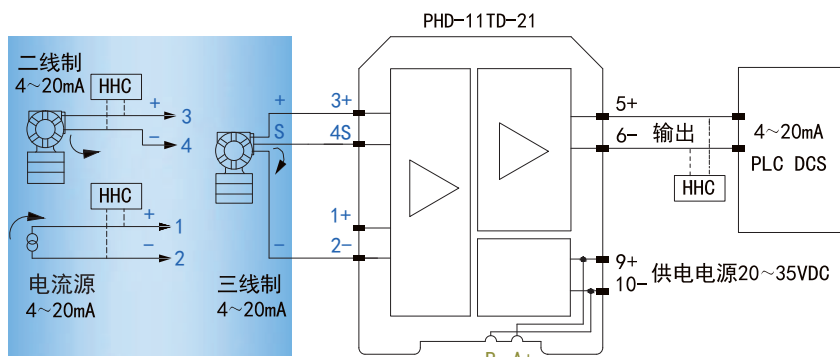 PHD-11TD-21
二线制
4～20mA
HHC
+
3
－
4
HHC
+
1
－
2
电流源
4～20mA
+
S
－
三线制
4～20mA
3+
4S
1+
2-
5+
6-
输出
HHC
4～20mA
PLC DCS
9+
10-
供电电源20～35VDC
B- A+